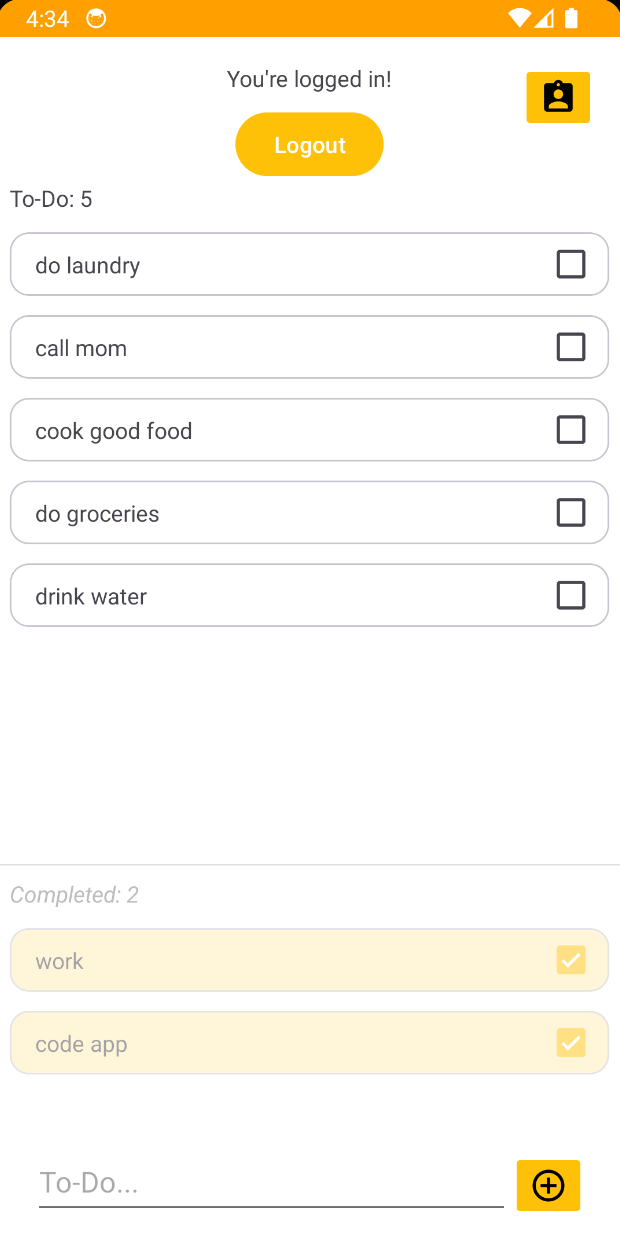 4:34
You're logged in!
Logout
To-Do: 5
do laundry
call mom
cook good food
do groceries
drink water
Completed: 2
work
code app
To-Do...